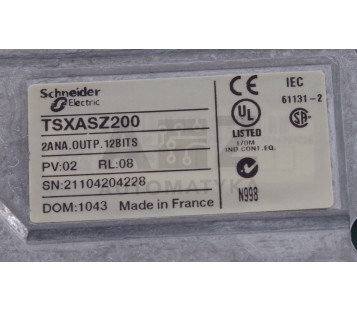 Schneider
Electric
TSXASZ200
2ANA.OUTP.12BITS
PV:02 RL:08
SN:21104204228
DOM:1043 Made in France
CE
IEC
61131-2
UL
LISTED
170M
IND.CONT.EQ.
SA
N998